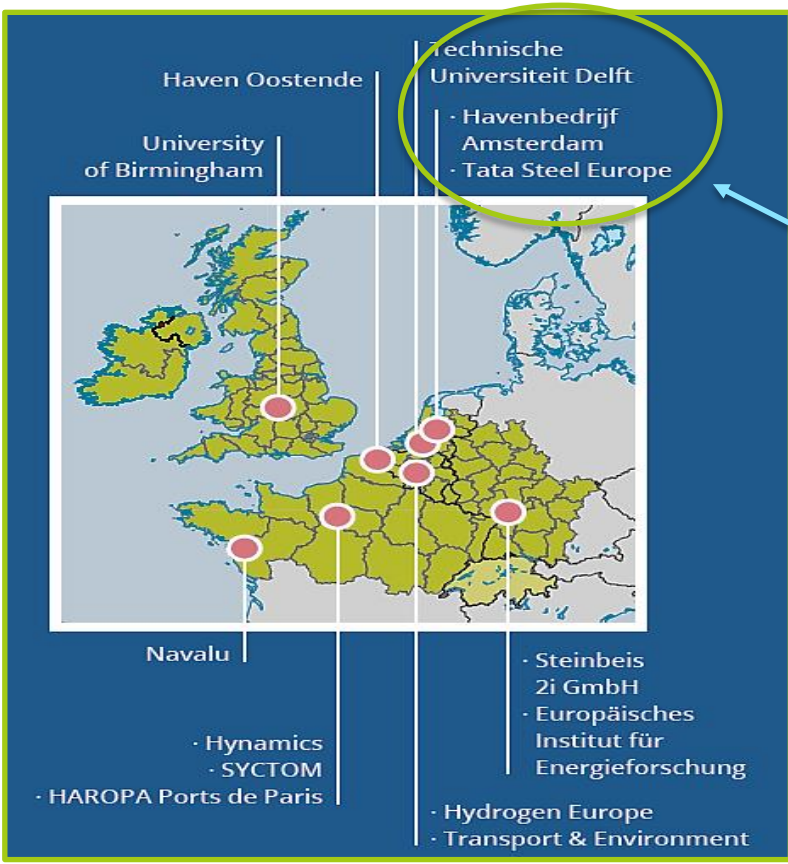 Technische
Universiteit Delft
Haven Oostende
· Havenbedrijf
Amsterdam
· Tata Steel Europe
University
of Birmingham
Navalu
· Steinbeis
2i GmbH
· Europäisches
Institut für
Energieforschung
· Hynamics
· SYCTOM
· HAROPA Ports de Paris
· Hydrogen Europe
· Transport & Environment